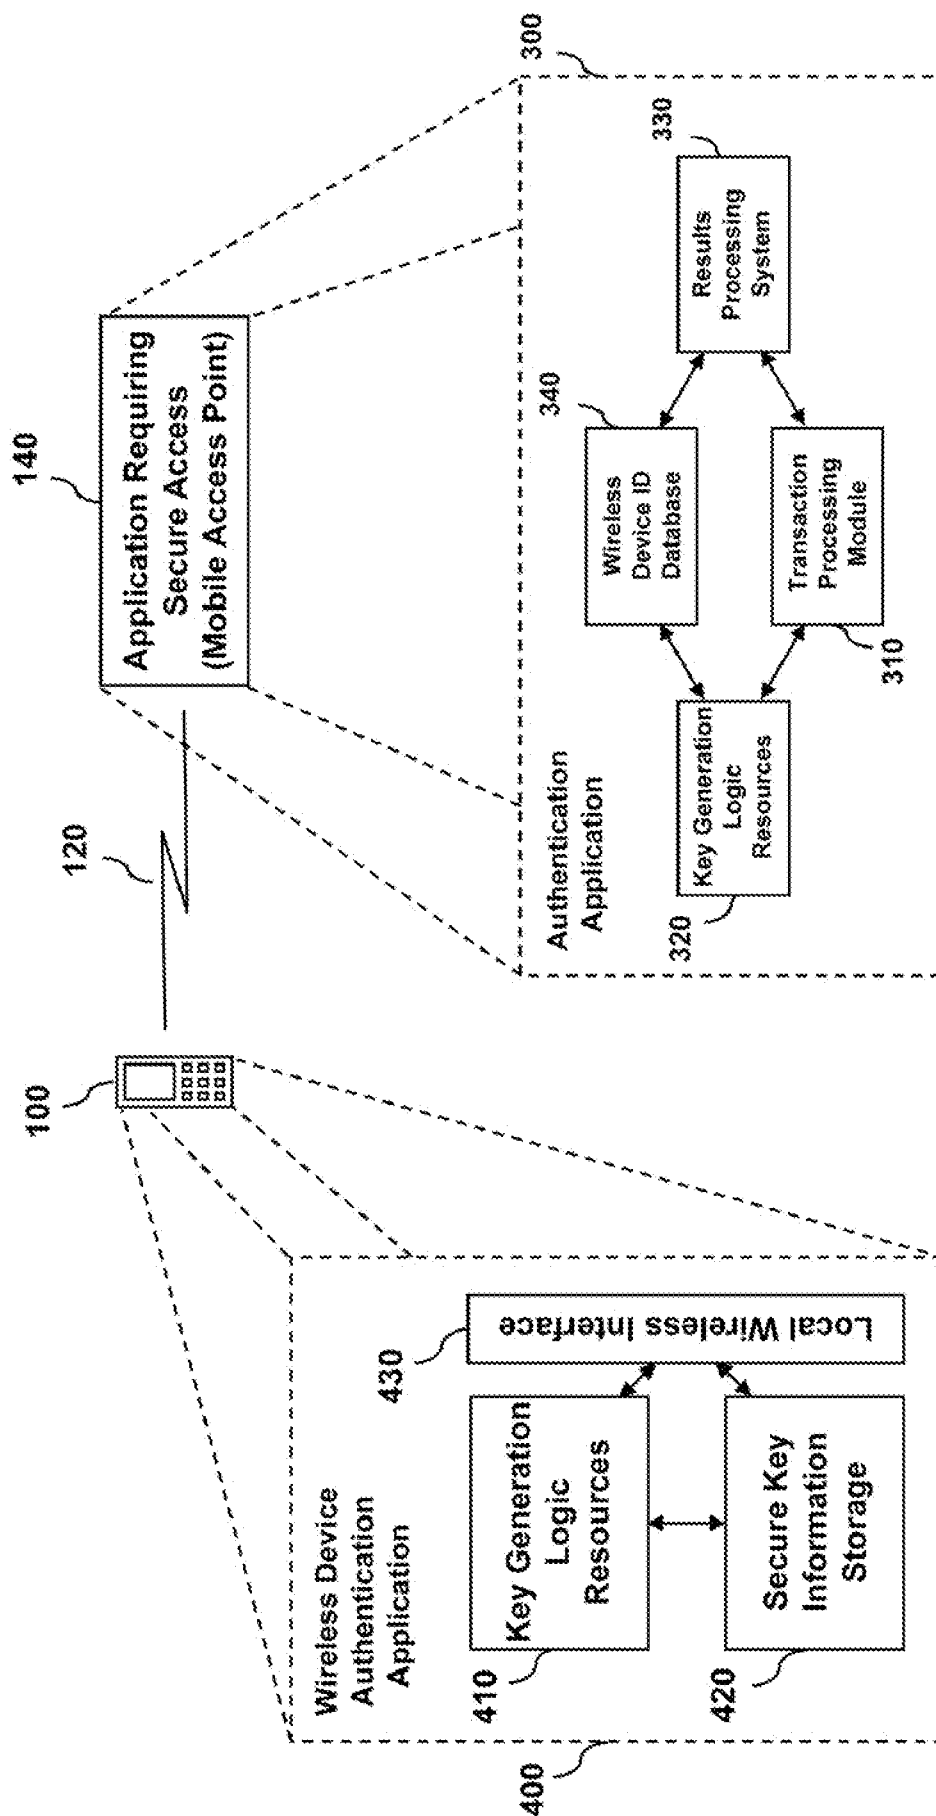 100
120
140
Application Requiring
Secure Access
(Mobile Access Point)
400
Wireless Device
Authentication
Application
410
Key Generation
Logic
Resources
420
Secure Key
Information
Storage
430
Local Wireless Interface
300
Authentication
Application
320
Key Generation
Logic
Resources
340
Wireless
Device ID
Database
310
Transaction
Processing
Module
330
Results
Processing
System